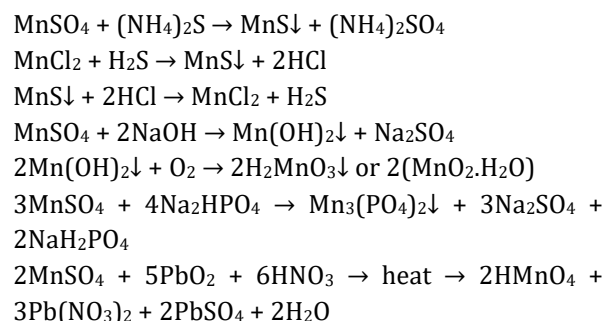 MnSO₄ + (NH₄)₂S → MnS↓ + (NH₄)₂SO₄
MnCl₂ + H₂S → MnS↓ + 2HCl
MnS↓ + 2HCl → MnCl₂ + H₂S
MnSO₄ + 2NaOH → Mn(OH)₂↓ + Na₂SO₄
2Mn(OH)₂↓ + O₂ → 2H₂MnO₃↓ or 2(MnO₂.H₂O)
3MnSO₄ + 4Na₂HPO₄ → Mn₃(PO₄)₂↓ + 3Na₂SO₄ +
2NaH₂PO₄
2MnSO₄ + 5PbO₂ + 6HNO₃ → heat → 2HMnO₄ +
3Pb(NO₃)₂ + 2PbSO₄ + 2H₂O